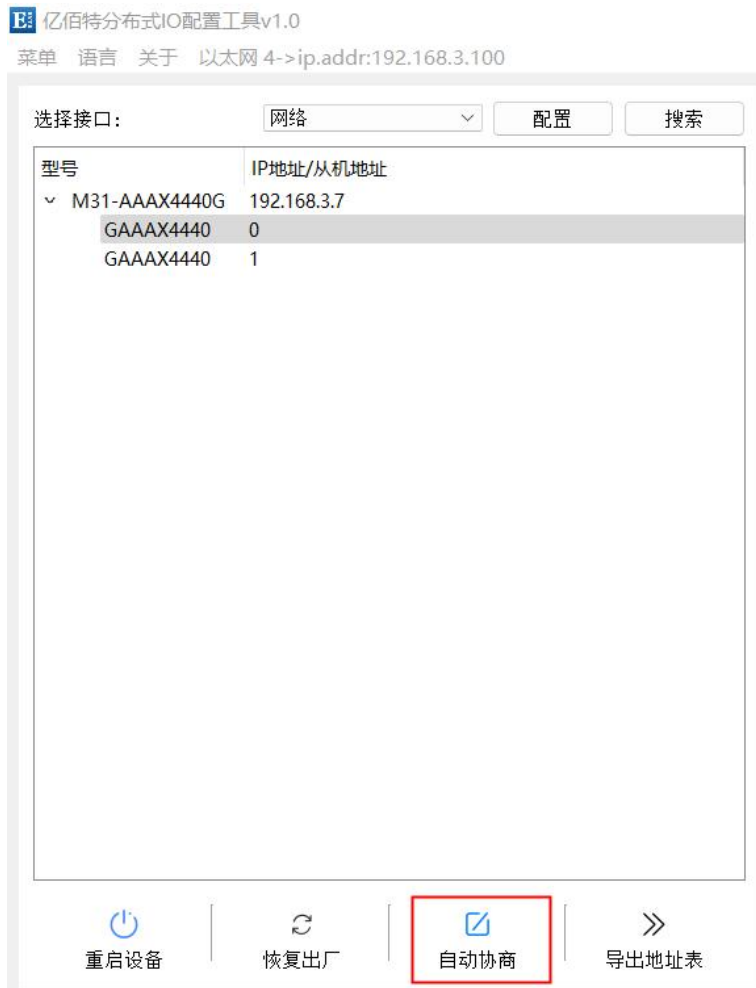 亿佰特分布式IO配置工具v1.0
菜单 语言 关于 以太网 4->ip.addr:192.168.3.100
选择接口: 网络 配置 搜索
型号 IP地址/从机地址
M31-AAAX4440G 192.168.3.7
GAAAX4440 0
GAAAX4440 1
重启设备 恢复出厂 自动协商 导出地址表